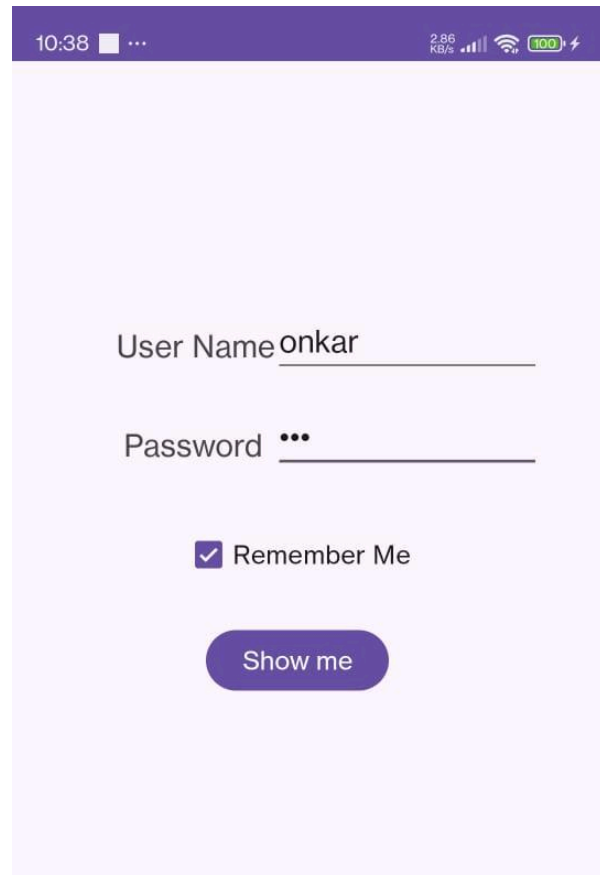 10:38 ... 2.86 KB/s 100
User Name onkar
Password •••
Remember Me
Show me